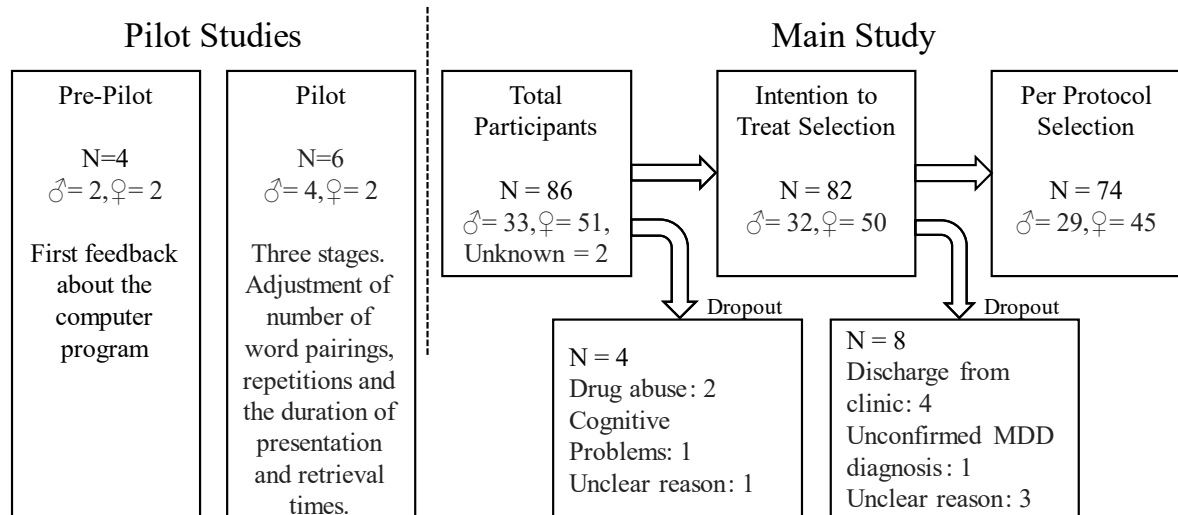 Pilot Studies
Pre-Pilot
N=4
♂= 2,♀= 2
First feedback
about the
computer
program
Pilot
N=6
♂= 4,♀= 2
Three stages.
Adjustment of
number of
word pairings,
repetitions and
the duration of
presentation
and retrieval
times.
Main Study
Total
Participants
N = 86
♂= 33,♀= 51,
Unknown = 2
Intention to
Treat Selection
N = 82
♂= 32,♀= 50
Per Protocol
Selection
N = 74
♂= 29,♀= 45
Dropout
N = 4
Drug abuse: 2
Cognitive
Problems: 1
Unclear reason: 1
Dropout
N = 8
Discharge from
clinic: 4
Unconfirmed MDD
diagnosis: 1
Unclear reason: 3